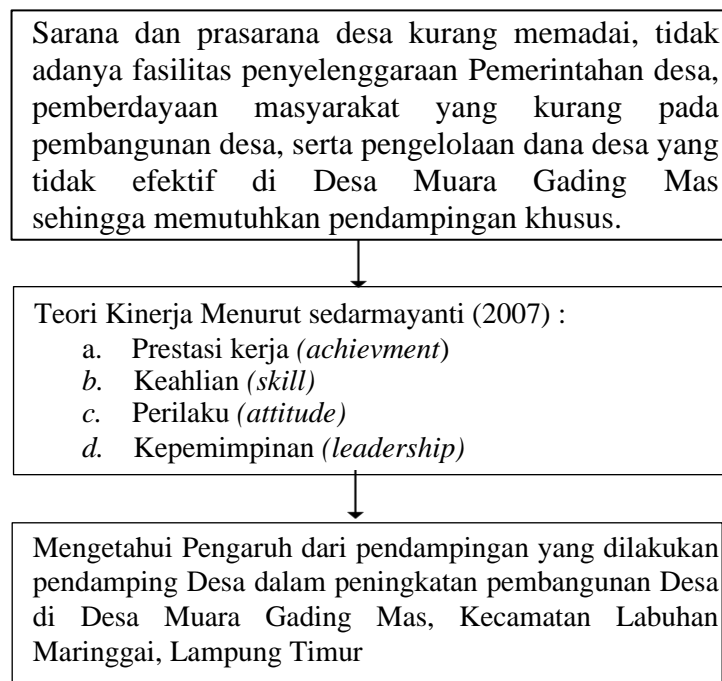 Sarana dan prasarana desa kurang memadai, tidak
adanya fasilitas penyelenggaraan Pemerintahan desa,
pemberdayaan masyarakat yang kurang pada
pembangunan desa, serta pengelolaan dana desa yang
tidak efektif di Desa Muara Gading Mas
sehingga memutuhkan pendampingan khusus.
Teori Kinerja Menurut sedarmayanti (2007) :
a. Prestasi kerja (achievment)
b. Keahlian (skill)
c. Perilaku (attitude)
d. Kepemimpinan (leadership)
Mengetahui Pengaruh dari pendampingan yang dilakukan
pendamping Desa dalam peningkatan pembangunan Desa
di Desa Muara Gading Mas, Kecamatan Labuhan
Maringgai, Lampung Timur